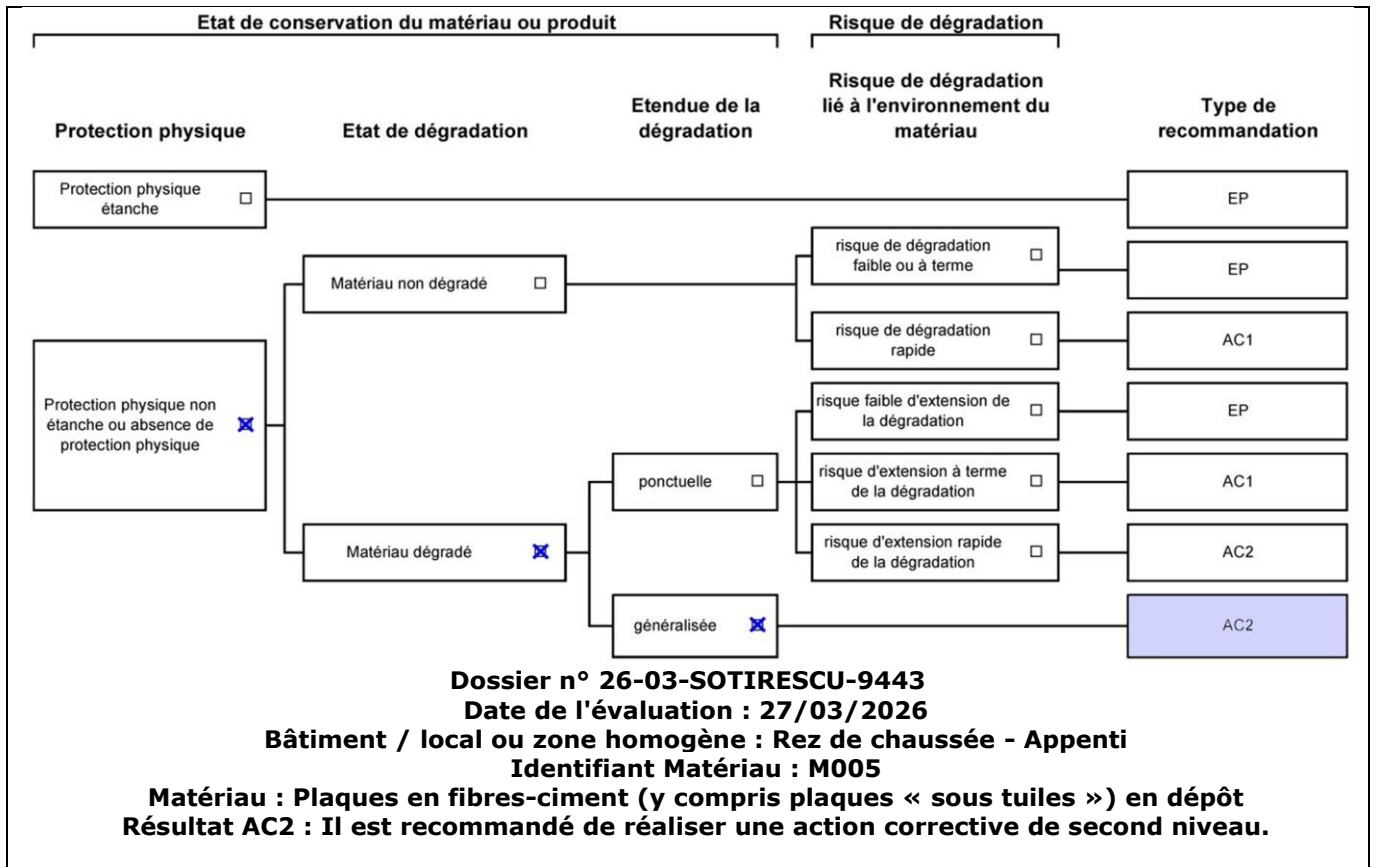 Etat de conservation du matériau ou produit
Risque de dégradation
Protection physique
Etat de dégradation
Etendue de la
dégradation
Risque de dégradation
lié à l'environnement du
matériau
Type de
recommandation
Protection physique
étanche
EP
risque de dégradation
faible ou à terme
EP
Matériau non dégradé
risque de dégradation
rapide
AC1
Protection physique non
étanche ou absence de
protection physique
risque faible d'extension de
la dégradation
EP
ponctuelle
risque d'extension à terme
de la dégradation
AC1
Matériau dégradé
risque d'extension rapide
de la dégradation
AC2
généralisée
AC2
Dossier n° 26-03-SOTIRESCU-9443
Date de l'évaluation : 27/03/2026
Bâtiment / local ou zone homogène : Rez de chaussée - Appenti
Identifiant Matériau : M005
Matériau : Plaques en fibres-ciment (y compris plaques « sous tuiles ») en dépôt
Résultat AC2 : Il est recommandé de réaliser une action corrective de second niveau.